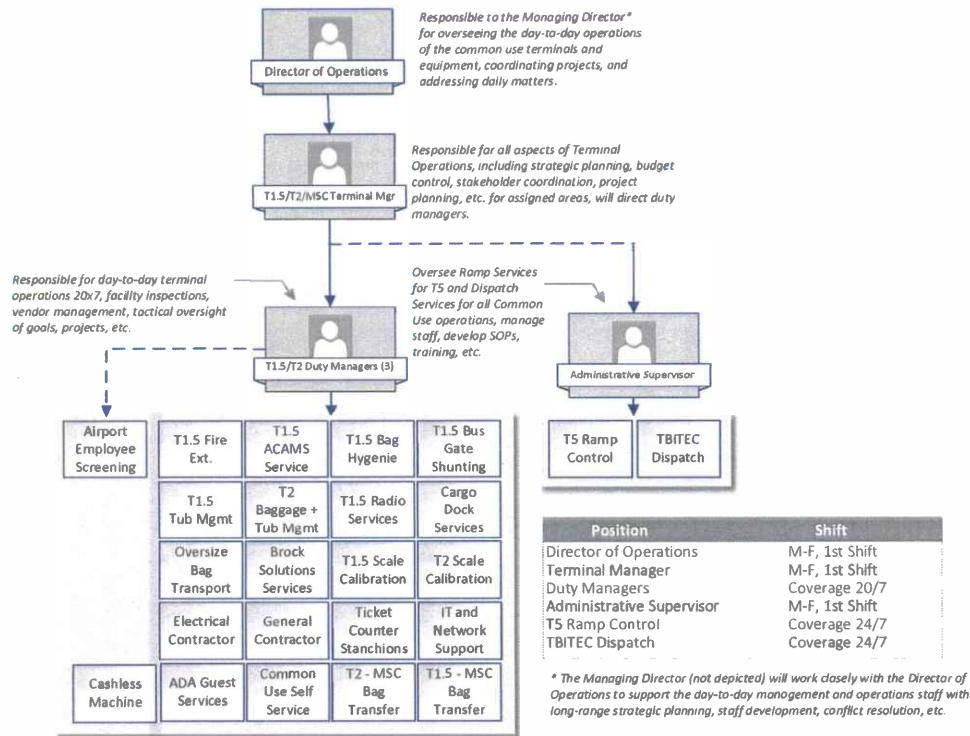 Responsible to the Monaging Director*
for overseeing the day-to-day operations
of the common use terminals and
equipment, coordinating projects, and
addressing daily matters.
Director of Operations
Responsible for all aspects of Terminal
Operations, including strategic planning, budget
control, stakeholder coordination, project
planning, etc. for assigned areas, will direct duty
managers.
T1.5/T2/MSC Terminal Mgr
Responsible for day-to-day terminal
operations 20x7, facility inspections,
vendor management, tactical oversight
of goals, projects, etc.
Oversee Ramp Services
for T5 and Dispatch
Services for all Common
Use operations, manage
staff, develop SOPs,
training, etc.
T1.5/T2 Duty Managers (3)
Administrative Supervisor
Airport
Employee
Screening
T1.5 Fire
Ext.
T1.5
ACAMS
Service
T1.5 Bag
Hygenie
T1.5 Bus
Gate
Shunting
T1.5
Tub Mgmt
T2
Baggage +
Tub Mgmt
T1.5 Radio
Services
Cargo
Dock
Services
Oversize
Bag
Transport
Brock
Solutions
Services
T1.5 Scale
Calibration
T2 Scale
Calibration
Electrical
Contractor
General
Contractor
Ticket
Counter
Stanchions
IT and
Network
Support
Cashless
Machine
ADA Guest
Services
Common
Use Self
Service
T2 - MSC
Bag
Transfer
T1.5 - MSC
Bag
Transfer
T5 Ramp
Control
TBITEC
Dispatch
Position Shift
Director of Operations M-F, 1st Shift
Terminal Manager M-F, 1st Shift
Duty Managers Coverage 20/7
Administrative Supervisor M-F, 1st Shift
T5 Ramp Control Coverage 24/7
TBITEC Dispatch Coverage 24/7
* The Managing Director (not depicted) will work closely with the Director of
Operations to support the day-to-day management and operations staff with
long-range strategic planning, staff development, conflict resolution, etc.